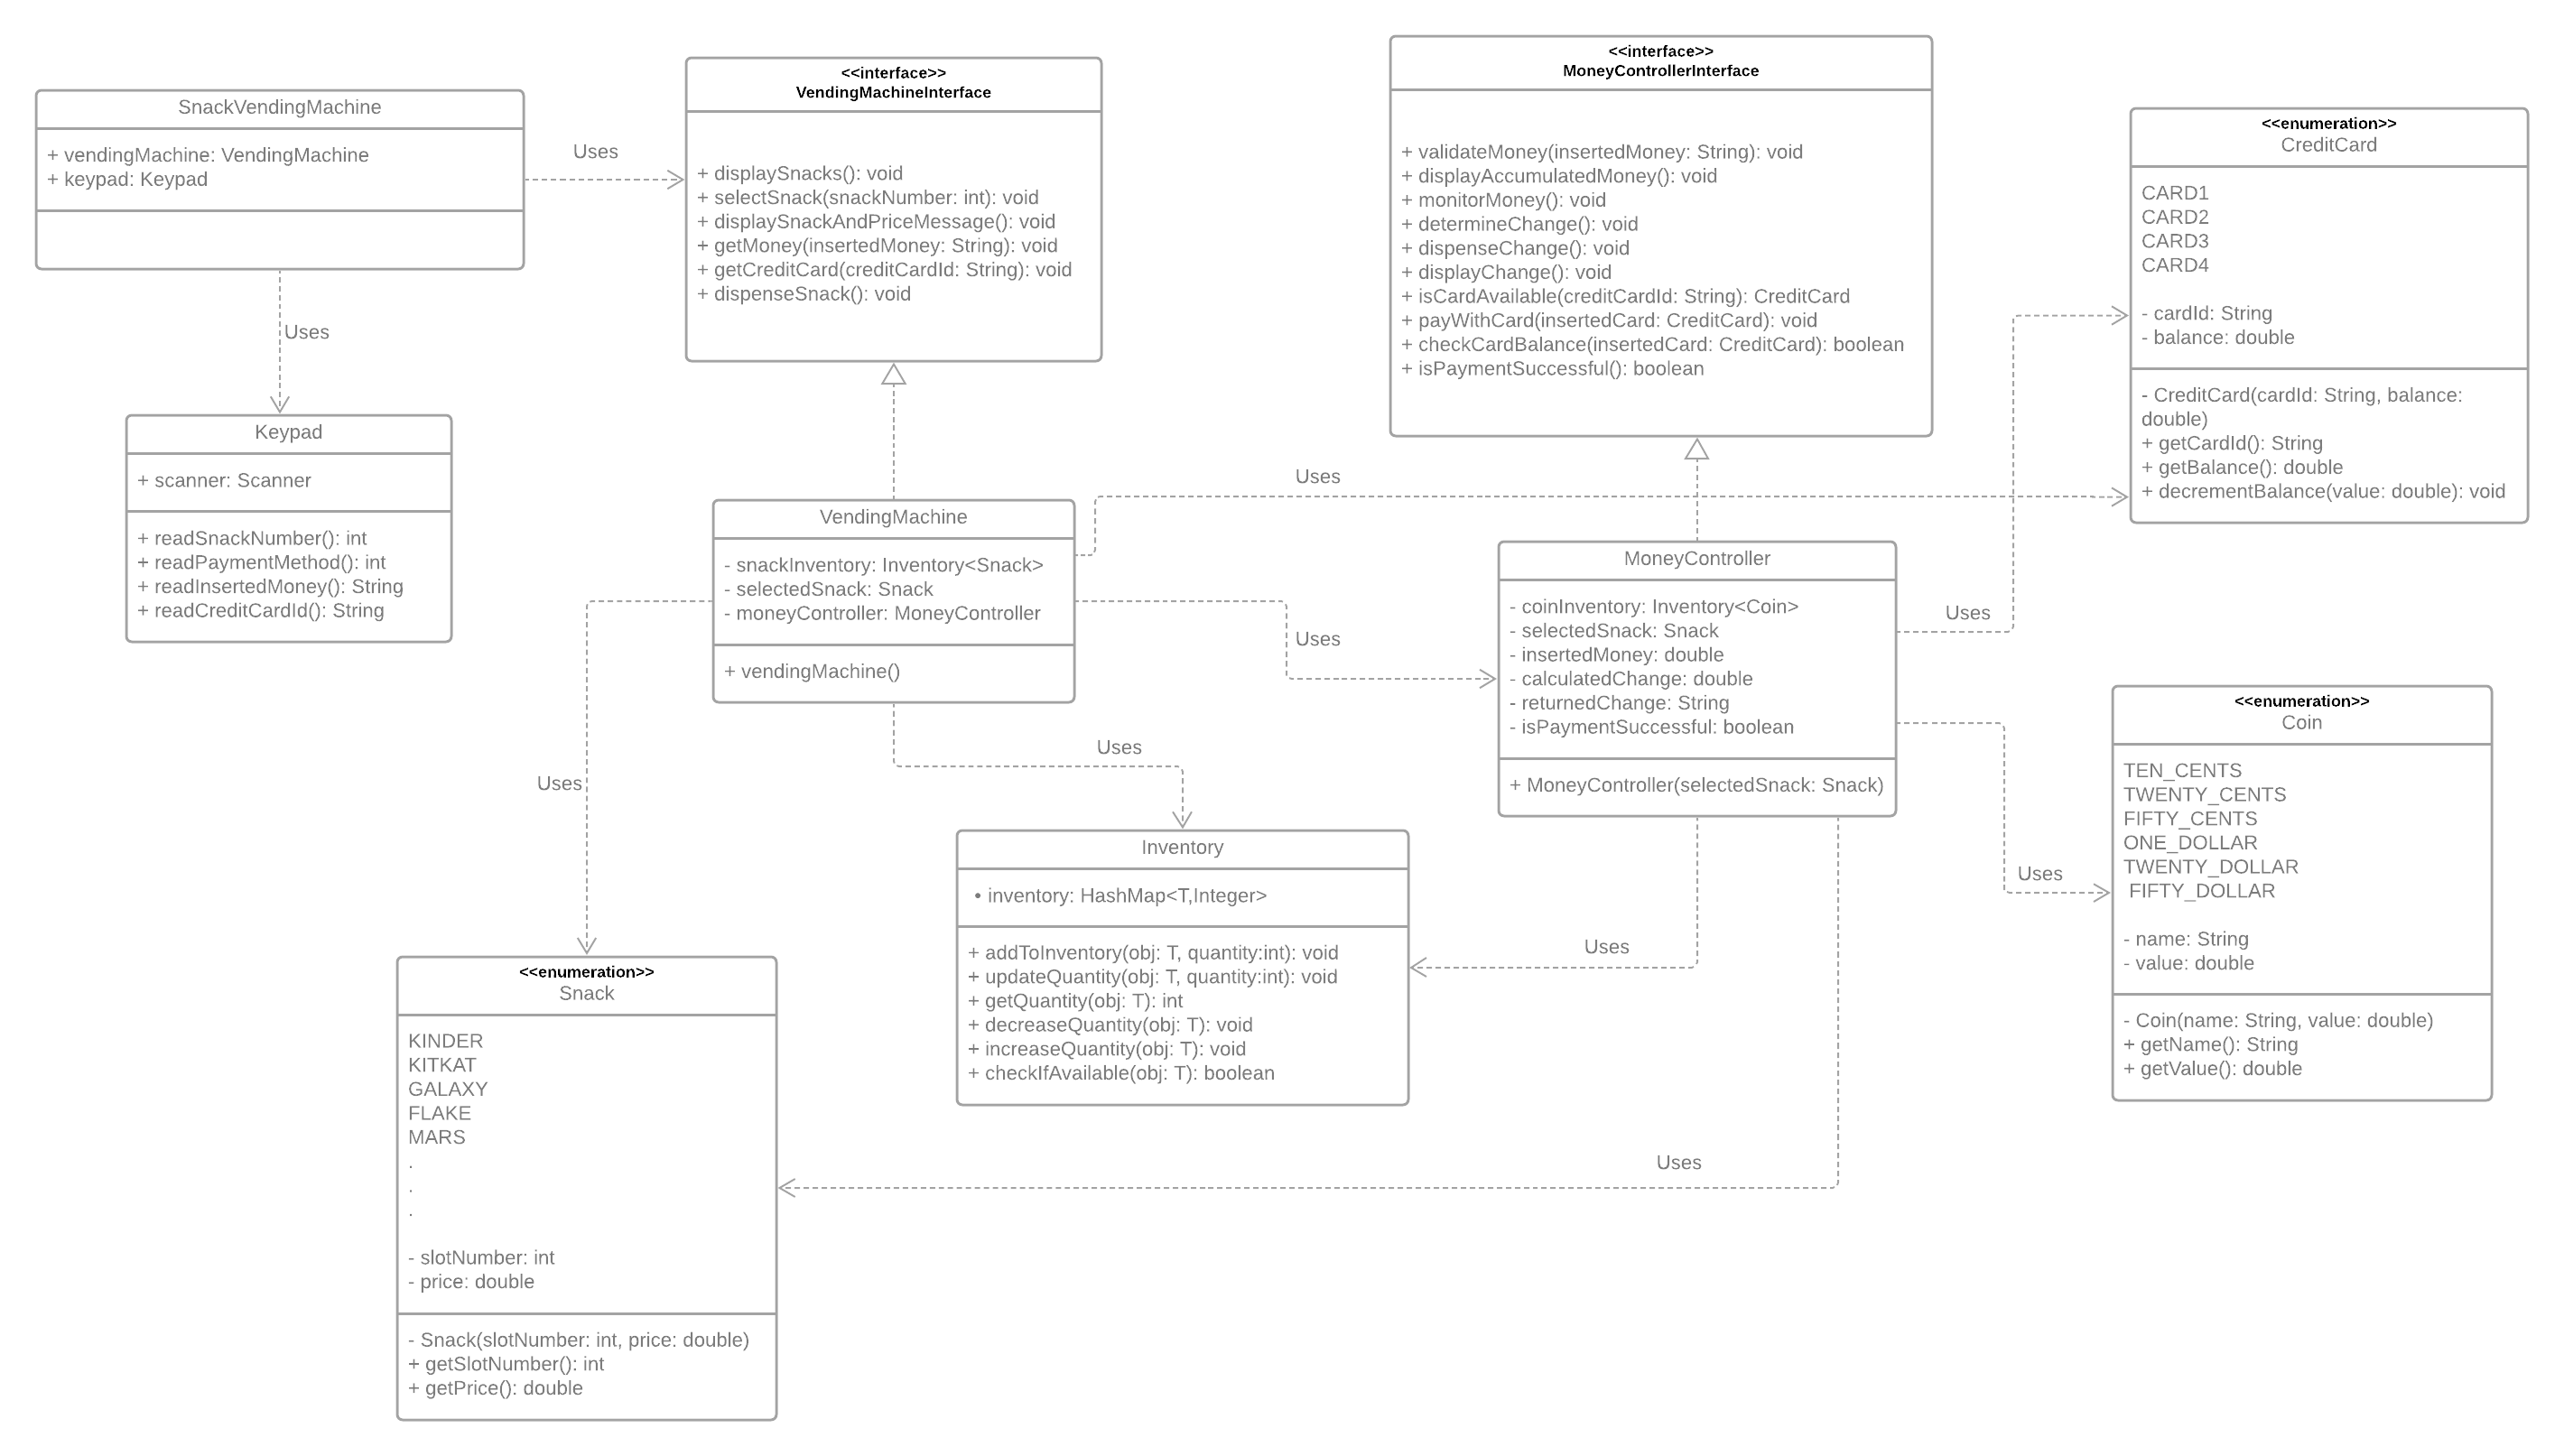 SnackVendingMachine
+ vendingMachine: VendingMachine
+ keypad: Keypad
Uses
Uses
Keypad
+ scanner: Scanner
+ readSnackNumber(): int
+ readPaymentMethod(): int
+ readInsertedMoney(): String
+ readCreditCardId(): String
<<interface>>
VendingMachineInterface
+ displaySnacks(): void
+ selectSnack(snackNumber: int): void
+ displaySnackAndPriceMessage(): void
+ getMoney(insertedMoney: String): void
+ getCreditCard(creditCardId: String): void
+ dispenseSnack(): void
VendingMachine
- snackInventory: Inventory<Snack>
- selectedSnack: Snack
- moneyController: MoneyController
+ vendingMachine()
Uses
Uses
Uses
Uses
<<interface>>
MoneyControllerInterface
+ validateMoney(insertedMoney: String): void
+ displayAccumulatedMoney(): void
+ monitorMoney(): void
+ determineChange(): void
+ dispenseChange(): void
+ displayChange(): void
+ isCardAvailable(creditCardId: String): CreditCard
+ payWithCard(insertedCard: CreditCard): void
+ checkCardBalance(insertedCard: CreditCard): boolean
+ isPaymentSuccessful(): boolean
MoneyController
- coinInventory: Inventory<Coin>
- selectedSnack: Snack
- insertedMoney: double
- calculatedChange: double
- returnedChange: String
- isPaymentSuccessful: boolean
+ MoneyController(selectedSnack: Snack)
Uses
Uses
Uses
Uses
<<enumeration>>
CreditCard
CARD1
CARD2
CARD3
CARD4
- cardId: String
- balance: double
- CreditCard(cardId: String, balance:
double)
+ getCardId(): String
+ getBalance(): double
+ decrementBalance(value: double): void
<<enumeration>>
Coin
TEN_CENTS
TWENTY_CENTS
FIFTY_CENTS
ONE_DOLLAR
TWENTY_DOLLAR
FIFTY_DOLLAR
- name: String
- value: double
- Coin(name: String, value: double)
+ getName(): String
+ getValue(): double
Inventory
• inventory: HashMap<T,Integer>
+ addToInventory(obj: T, quantity:int): void
+ updateQuantity(obj: T, quantity:int): void
+ getQuantity(obj: T): int
+ decreaseQuantity(obj: T): void
+ increaseQuantity(obj: T): void
+ checkIfAvailable(obj: T): boolean
<<enumeration>>
Snack
KINDER
KITKAT
GALAXY
FLAKE
MARS
.
.
.
- slotNumber: int
- price: double
- Snack(slotNumber: int, price: double)
+ getSlotNumber(): int
+ getPrice(): double